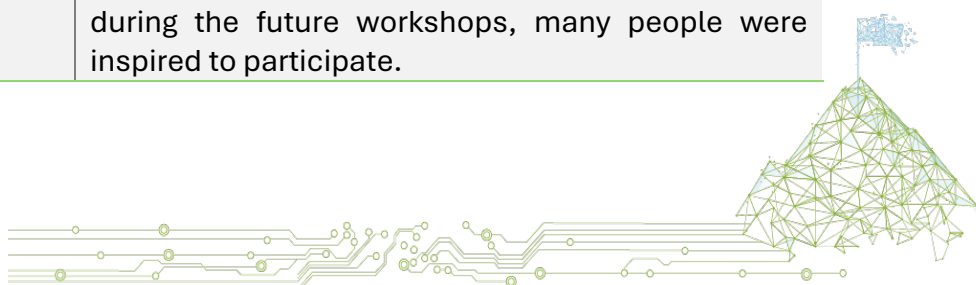 during the future workshops, many people were
inspired to participate.